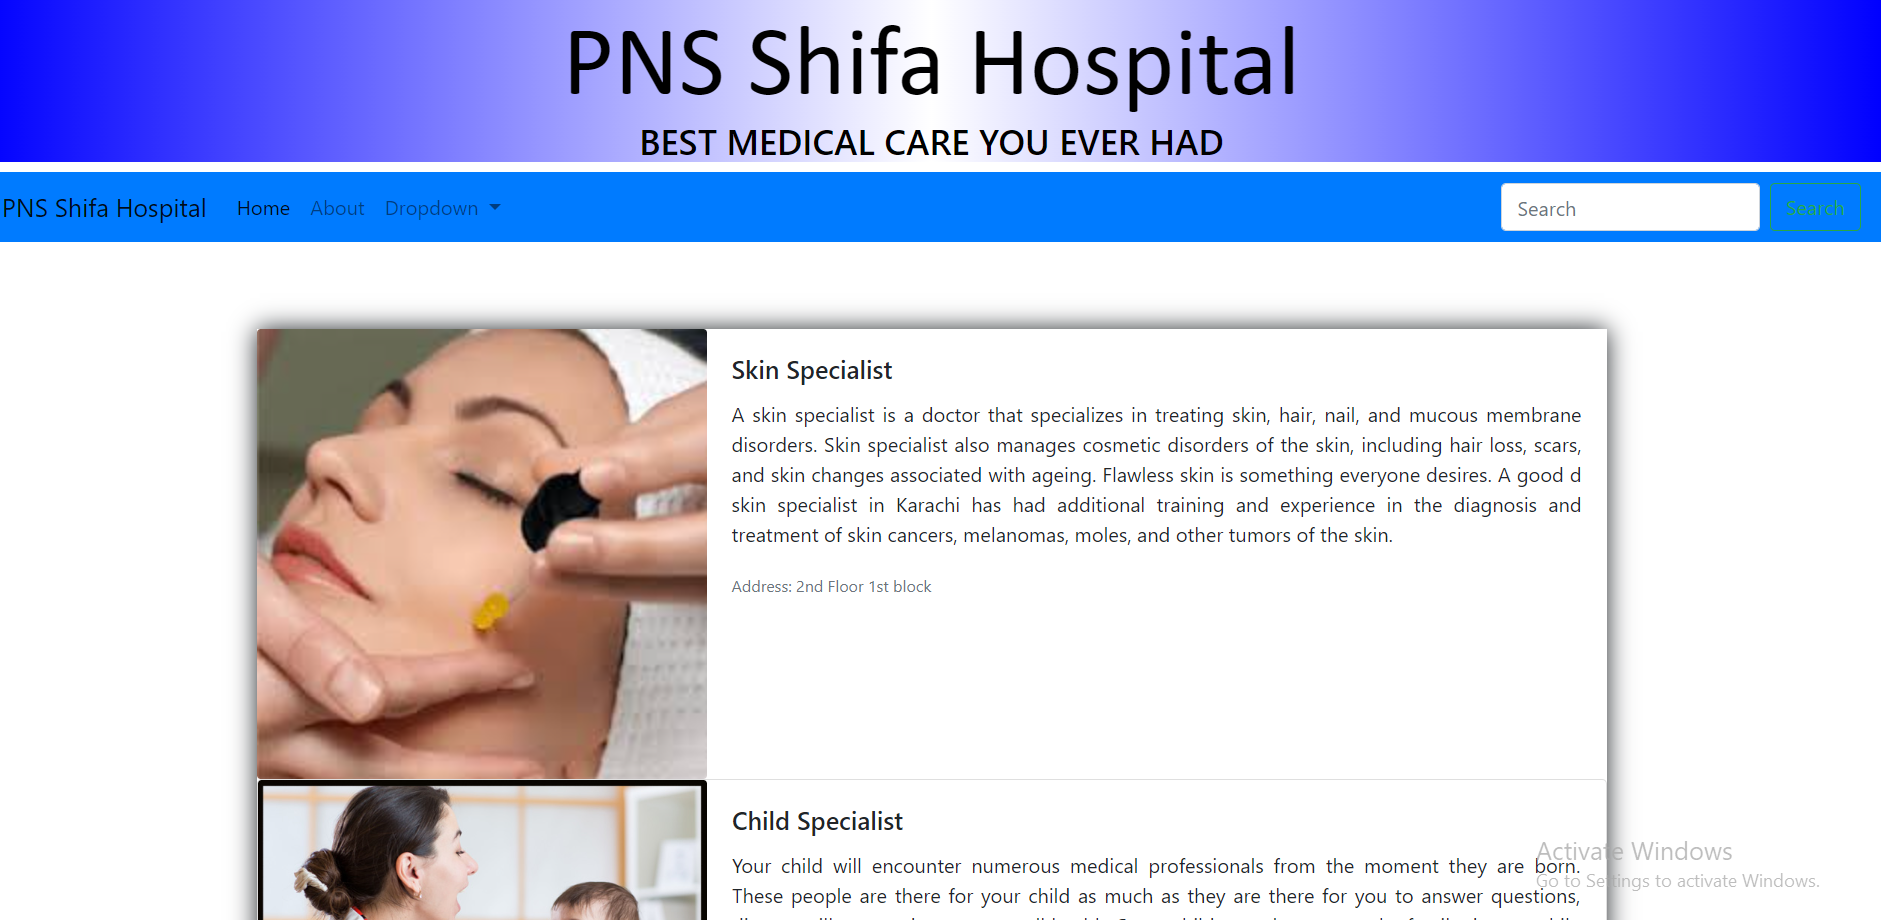 PNS Shifa Hospital
BEST MEDICAL CARE YOU EVER HAD
PNS Shifa Hospital Home About Dropdown Search Search
Skin Specialist
A skin specialist is a doctor that specializes in treating skin, hair, nail, and mucous membrane
disorders. Skin specialist also manages cosmetic disorders of the skin, including hair loss, scars,
and skin changes associated with ageing. Flawless skin is something everyone desires. A good d
skin specialist in Karachi has had additional training and experience in the diagnosis and
treatment of skin cancers, melanomas, moles, and other tumors of the skin.
Address: 2nd Floor 1st block
Child Specialist
Your child will encounter numerous medical professionals from the moment they are born.
These people are there for your child as much as they are there for you to answer questions,
Activate Windows
Go to Settings to activate Windows.